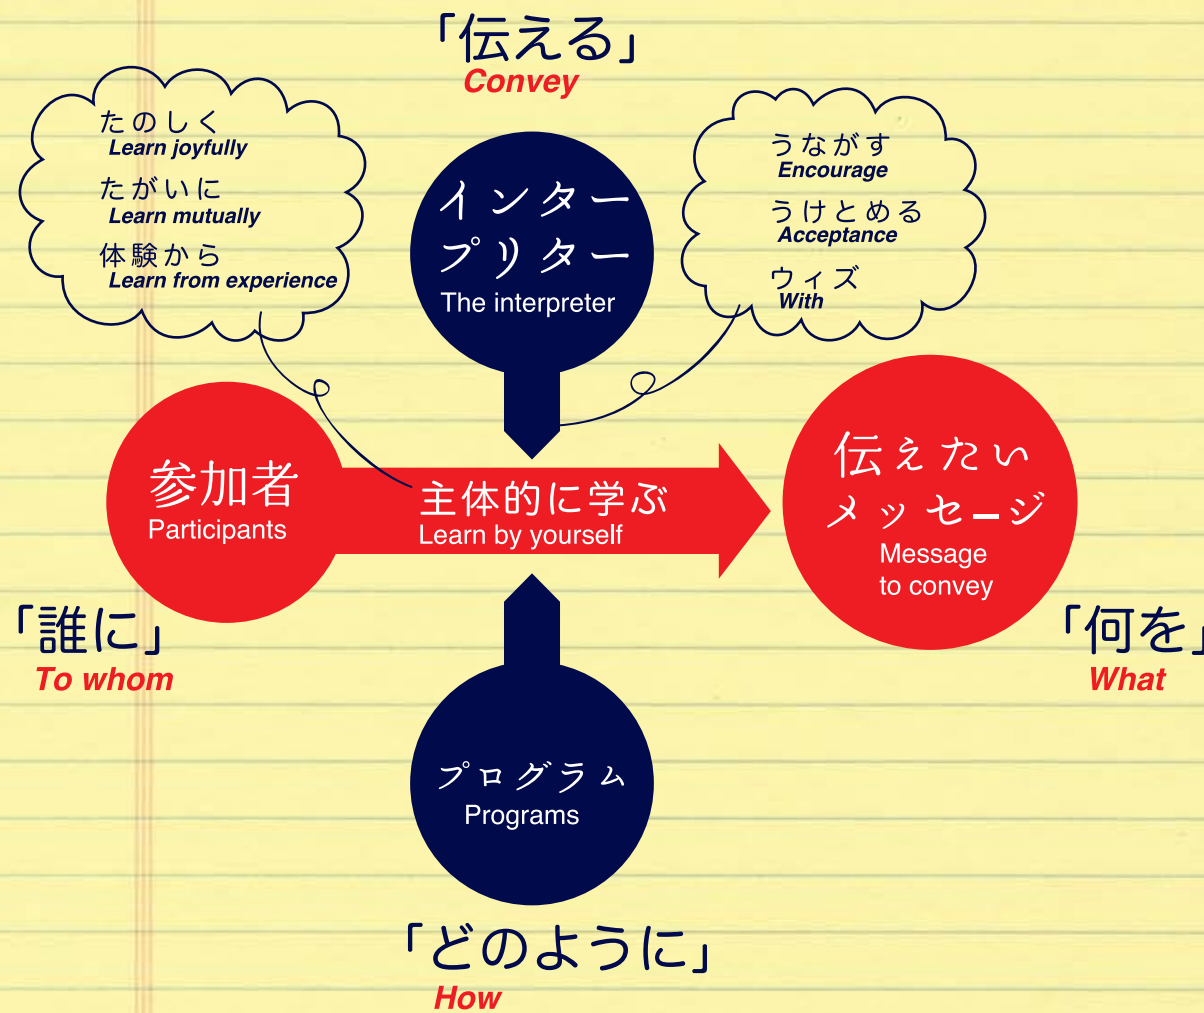 「伝える」
Convey
たのしく
Learn joyfully
たがいに
Learn mutually
体験から
Learn from experience
インター
プリター
The interpreter
うながす
Encourage
うけとめる
Acceptance
ウィズ
With
参加者
Participants
主体的に学ぶ
Learn by yourself
伝えたい
メッセージ
Message
to convey
「誰に」
To whom
「何を」
What
プログラム
Programs
「どのように」
How